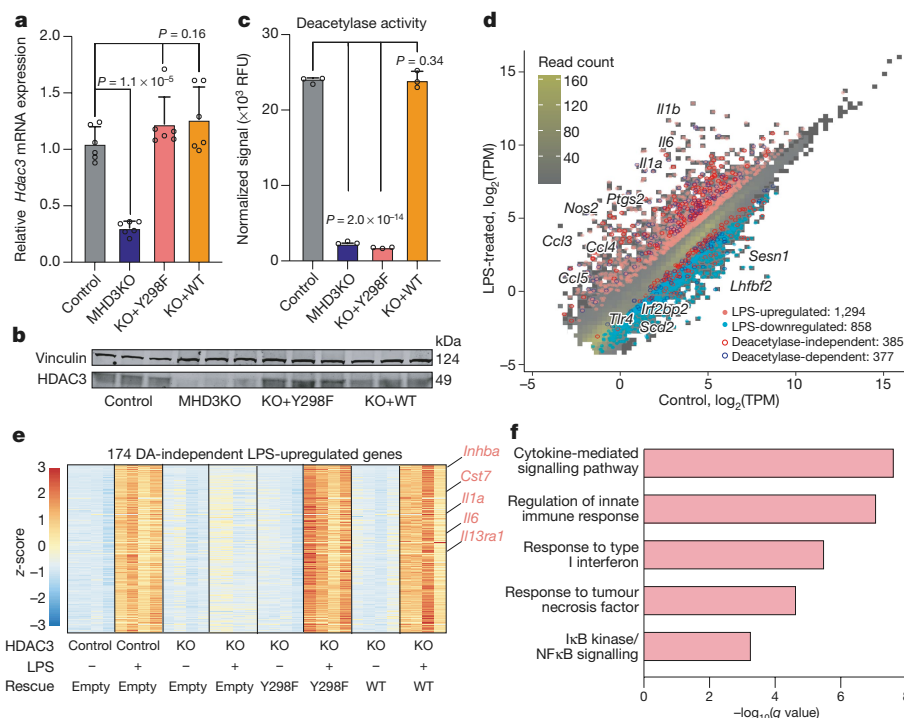 a
Relative Hdac3 mRNA expression
2.0
1.5
1.0
0.5
0.0
P = 0.16
P = 1.1 × 10⁻⁵
Control
MHD3KO
KO+Y298F
KO+WT
c
Deacetylase activity
Normalized signal (×10³ RFU)
30
20
10
0
P = 0.34
P = 2.0 × 10⁻¹⁴
Control
MHD3KO
KO+Y298F
KO+WT
b
kDa
Vinculin
124
HDAC3
49
Control
MHD3KO
KO+Y298F
KO+WT
d
LPS-treated, log₂(TPM)
15
10
5
0
−5
Read count
160
120
80
40
Il1b
Il6
Il1a
Ptgs2
Nos2
Ccl3
Ccl4
Ccl5
Sesn1
Lhfbf2
Irf2bp2
Tlr4
Scd2
LPS-upregulated: 1,294
LPS-downregulated: 858
Deacetylase-independent: 385
Deacetylase-dependent: 377
−5
0
5
10
15
Control, log₂(TPM)
e
174 DA-independent LPS-upregulated genes
z-score
3
2
1
0
−1
−2
−3
Inhba
Cst7
Il1a
Il6
Il13ra1
HDAC3 Control Control KO KO KO KO KO KO
LPS − + − + − + − +
Rescue Empty Empty Empty Empty Y298F Y298F WT WT
f
Cytokine-mediated
signalling pathway
Regulation of innate
immune response
Response to type
I interferon
Response to tumour
necrosis factor
IκB kinase/
NFκB signalling
0
2
4
6
8
−log₁₀(q value)